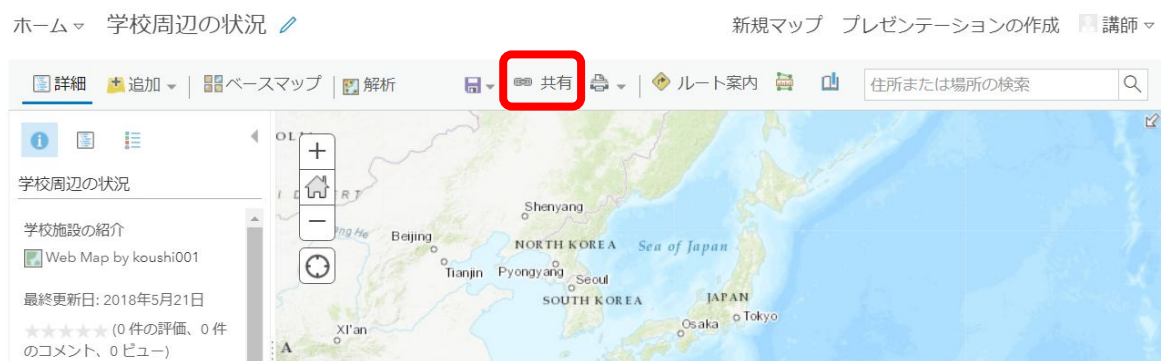 ホーム 学校周辺の状況 新規マップ プレゼンテーションの作成 講師
詳細 追加 ベースマップ 解析 共有 ルート案内 住所または場所の検索
学校周辺の状況
学校施設の紹介
Web Map by koushi001
最終更新日: 2018年5月21日
(0 件の評価、0 件
のコメント、0 ビュー)
Shenyang
Beijing
NORTH KOREA Sea of Japan
Tianjin Pyongyang
Seoul
SOUTH KOREA JAPAN
Tokyo
Osaka
XI'an